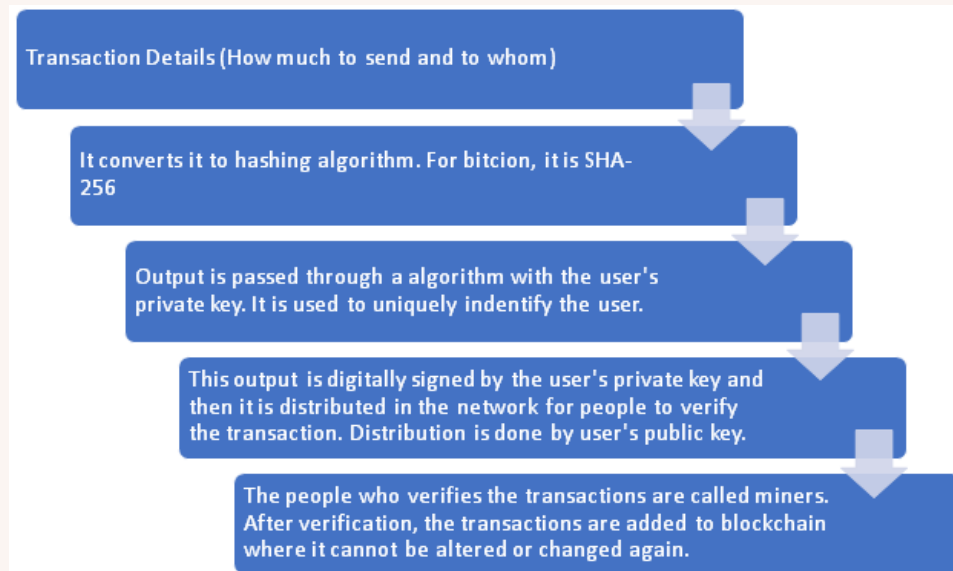 Transaction Details (How much to send and to whom)
It converts it to hashing algorithm. For bitcion, it is SHA-
256
Output is passed through a algorithm with the user's
private key. It is used to uniquely indentify the user.
This output is digitally signed by the user's private key and
then it is distributed in the network for people to verify
the transaction. Distribution is done by user's public key.
The people who verifies the transactions are called miners.
After verification, the transactions are added to blockchain
where it cannot be altered or changed again.